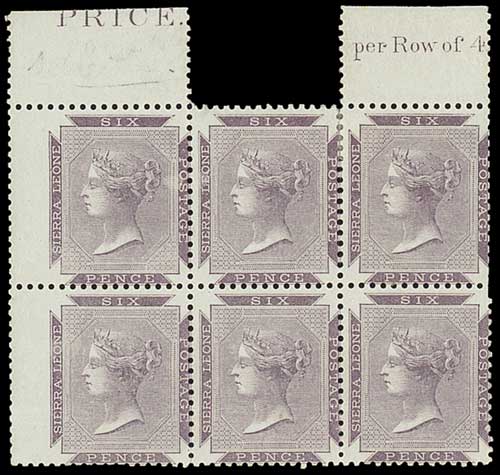 PRICE.
per Row of 4
SIX SIX SIX
SIERRA LEONE POSTAGE SIERRA LEONE POSTAGE SIERRA LEONE POSTAGE
PENCE PENCE PENCE
SIX SIX SIX
SIERRA LEONE POSTAGE SIERRA LEONE POSTAGE SIERRA LEONE POSTAGE
PENCE PENCE PENCE